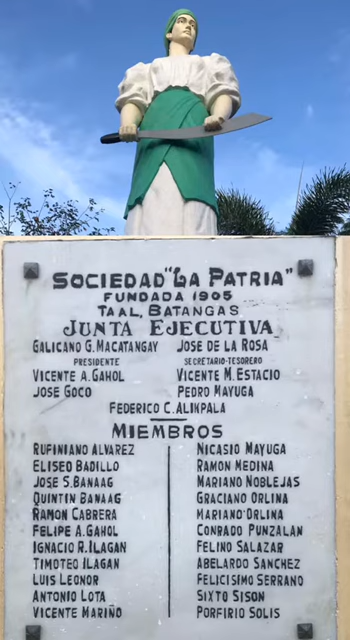 SOCIEDAD "LA PATRIA"
FUNDADA 1905
TAAL, BATANGAS
JUNTA EJECUTIVA
GALICANO G. MACATANGAY JOSE DE LA ROSA
PRESIDENTE SECRETARIO-TESORERO
VICENTE A. GAHOL VICENTE M. ESTACIO
JOSE GOCO PEDRO MAYUGA
FEDERICO C. ALIKPALA
MIEMBROS
RUFINIANO ALVAREZ NICASIO MAYUGA
ELISEO BADILLO RAMON MEDINA
JOSE S. BANAAG MARIANO NOBLEJAS
QUINTIN BANAAG GRACIANO ORLINA
RAMON CABRERA MARIANO ORLINA
FELIPE A. GAHOL CONRADO PUNZALAN
IGNACIO R. ILAGAN FELINO SALAZAR
TIMOTEO ILAGAN ABELARDO SANCHEZ
LUIS LEONOR FELICISIMO SERRANO
ANTONIO LOTA SIXTO SISON
VICENTE MARIÑO PORFIRIO SOLIS